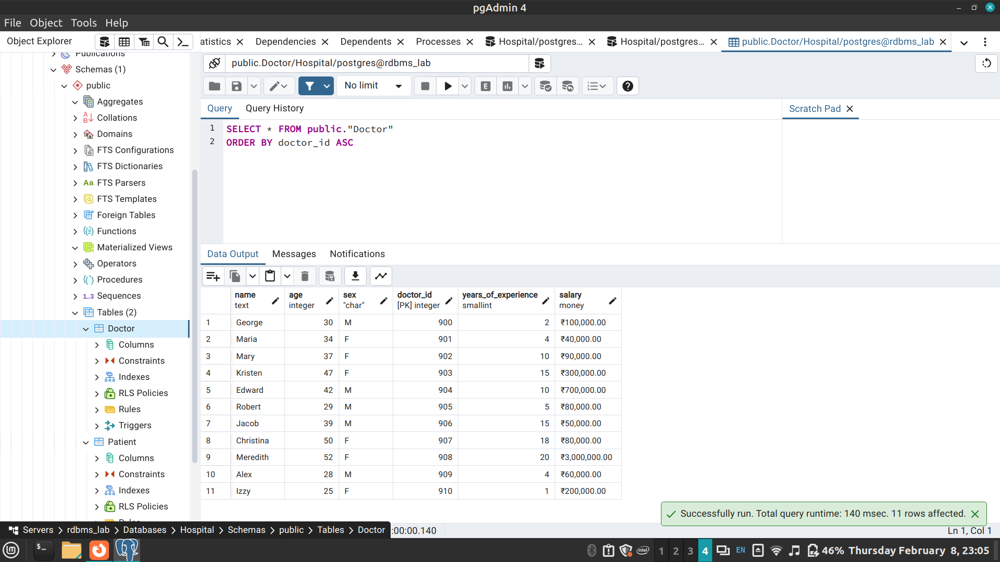 pgAdmin 4
File Object Tools Help
Object Explorer
atistics Dependencies Dependents Processes Hospital/postgres... Hospital/postgres... public.Doctor/Hospital/postgres@rdbms_lab
Publications
Schemas (1)
public
Aggregates
Collations
Domains
FTS Configurations
FTS Dictionaries
Aa FTS Parsers
FTS Templates
Foreign Tables
Functions
Materialized Views
Operators
Procedures
1..3 Sequences
Tables (2)
Doctor
Columns
Constraints
Indexes
RLS Policies
Rules
Triggers
Patient
Columns
Constraints
Indexes
RLS Policies
Rules
public.Doctor/Hospital/postgres@rdbms_lab
No limit E
Query Query History
Scratch Pad
1 SELECT * FROM public."Doctor"
2 ORDER BY doctor_id ASC
Data Output Messages Notifications
name age sex doctor_id years_of_experience salary
text integer "char" [PK] integer smallint money
1 George 30 M 900 2 ₹100,000.00
2 Maria 34 F 901 4 ₹40,000.00
3 Mary 37 F 902 10 ₹90,000.00
4 Kristen 47 F 903 15 ₹300,000.00
5 Edward 42 M 904 10 ₹700,000.00
6 Robert 29 M 905 5 ₹80,000.00
7 Jacob 39 M 906 15 ₹50,000.00
8 Christina 50 F 907 18 ₹80,000.00
9 Meredith 52 F 908 20 ₹3,000,000.00
10 Alex 28 M 909 4 ₹60,000.00
11 Izzy 25 F 910 1 ₹200,000.00
Successfully run. Total query runtime: 140 msec. 11 rows affected.
Servers > rdbms_lab > Databases > Hospital > Schemas > public > Tables > Doctor
:00:00.140
Ln 1, Col 1
$_ intel 1 2 3 4 EN 46% Thursday February 8, 23:05